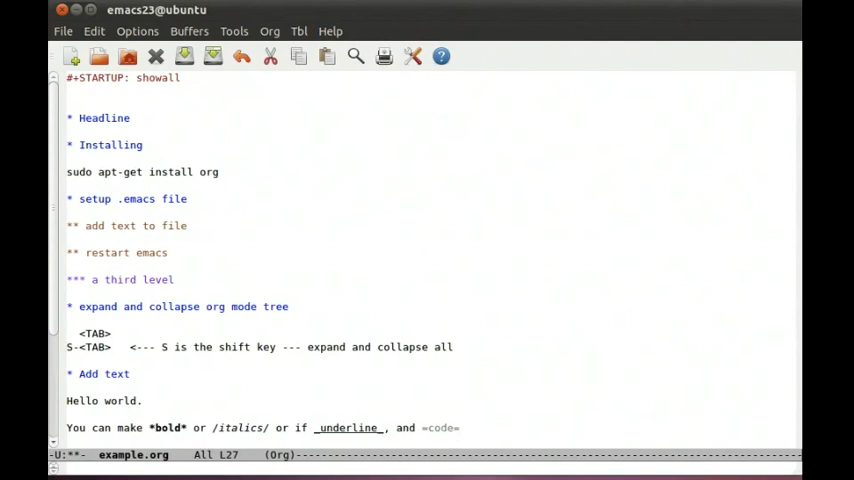 emacs23@ubuntu
File Edit Options Buffers Tools Org Tbl Help
#+STARTUP: showall
* Headline
* Installing
sudo apt-get install org
* setup .emacs file
** add text to file
** restart emacs
*** a third level
* expand and collapse org mode tree
<TAB>
S-<TAB> <--- S is the shift key --- expand and collapse all
* Add text
Hello world.
You can make *bold* or /italics/ or if _underline_, and =code=
-U:**- example.org All L27 (Org)--------------------------------------------------------------------------------